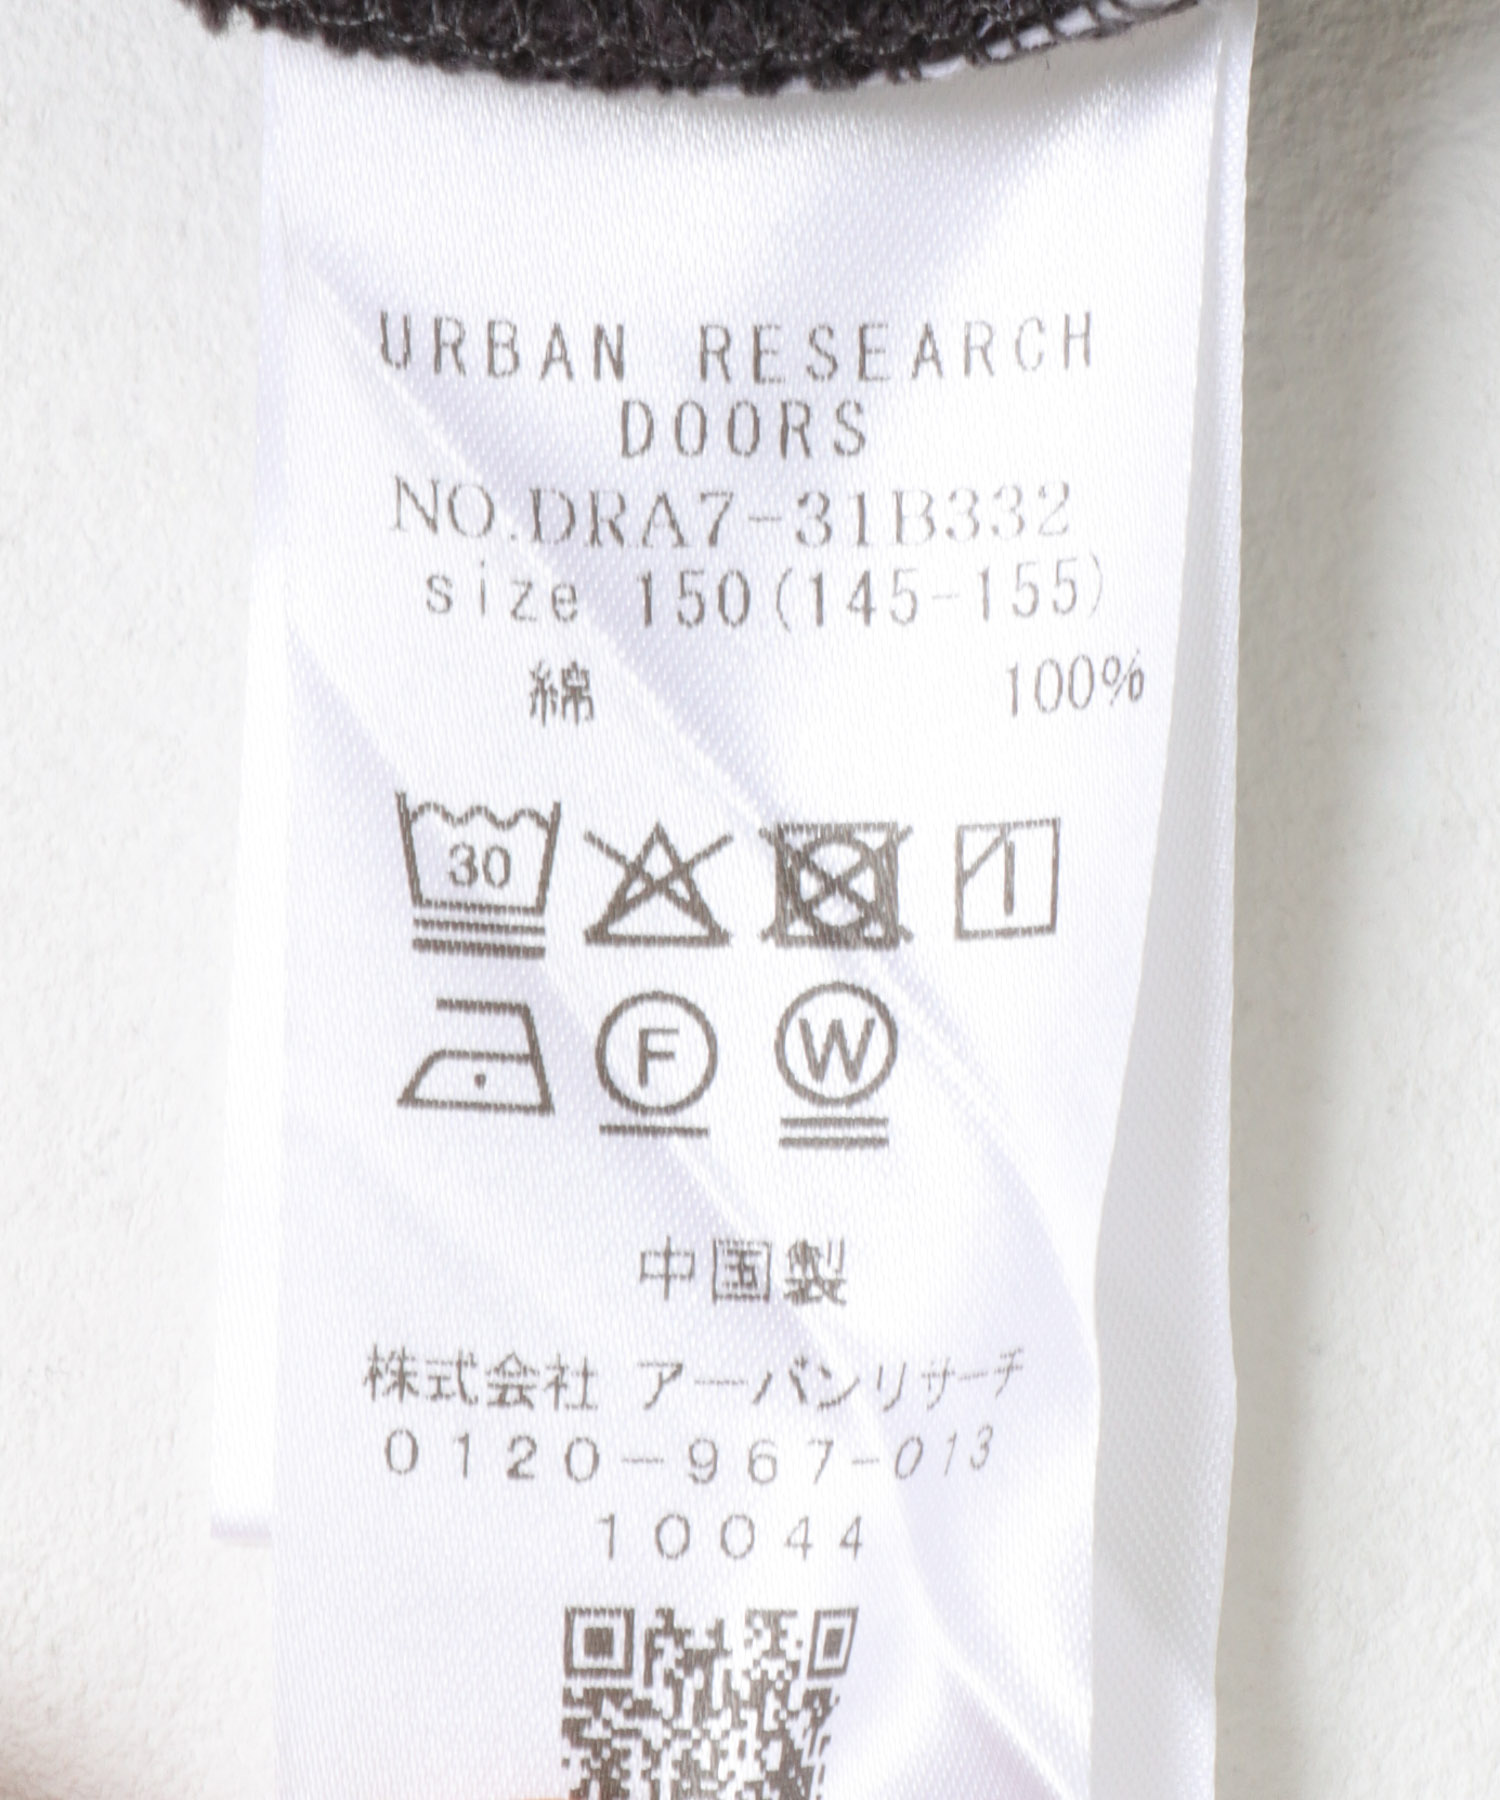 URBAN RESEARCH
DOORS
NO.DRA7-31B332
size 150(145-155)
綿 100%
30
F W
中国製
株式会社 アーバンリサーチ
0120-967-013
10044